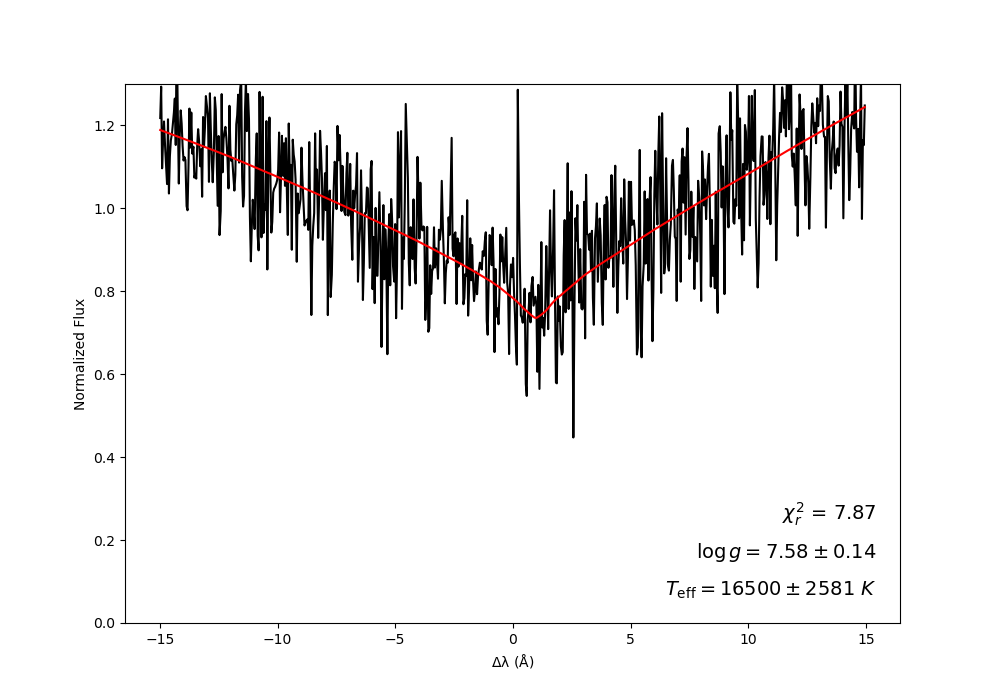 1.2
1.0
0.8
0.6
0.4
0.2
0.0
Normalized Flux
χ²ᵣ = 7.87
log g = 7.58 ± 0.14
T_eff = 16500 ± 2581 K
−15 −10 −5 0 5 10 15
Δλ (Å)